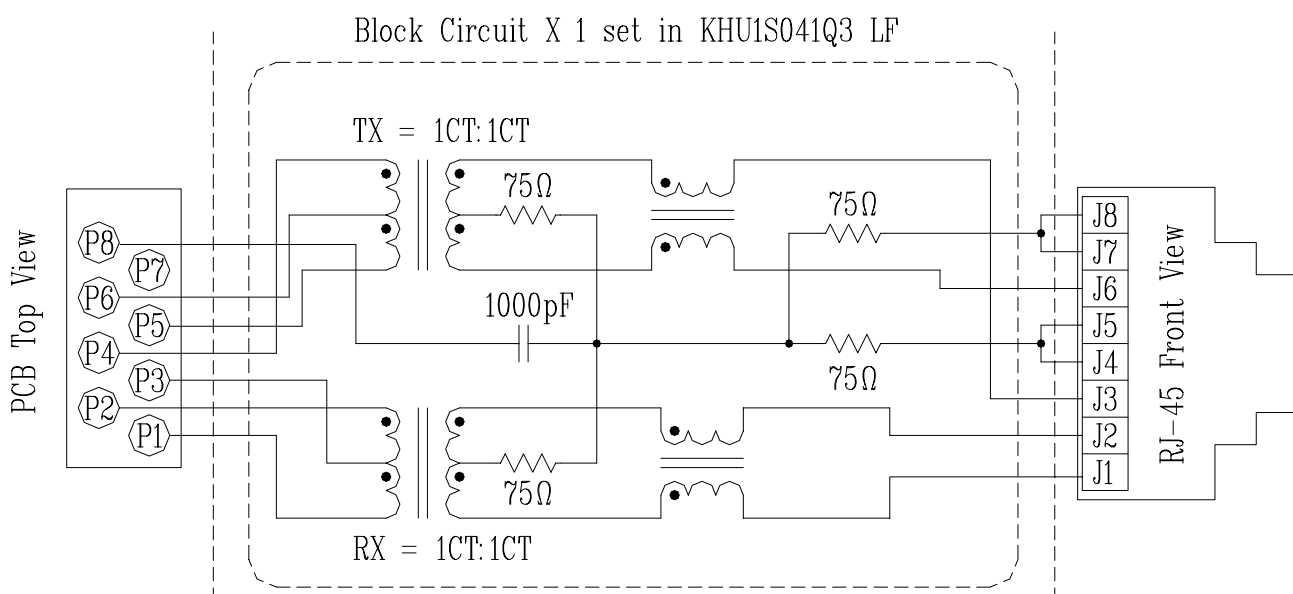 Block Circuit X 1 set in KHU1S041Q3 LF
TX = 1CT:1CT
75Ω
75Ω
1000pF
75Ω
75Ω
RX = 1CT:1CT
PCB Top View
P8
P7
P6
P5
P4
P3
P2
P1
J8
J7
J6
J5
J4
J3
J2
J1
RJ-45 Front View